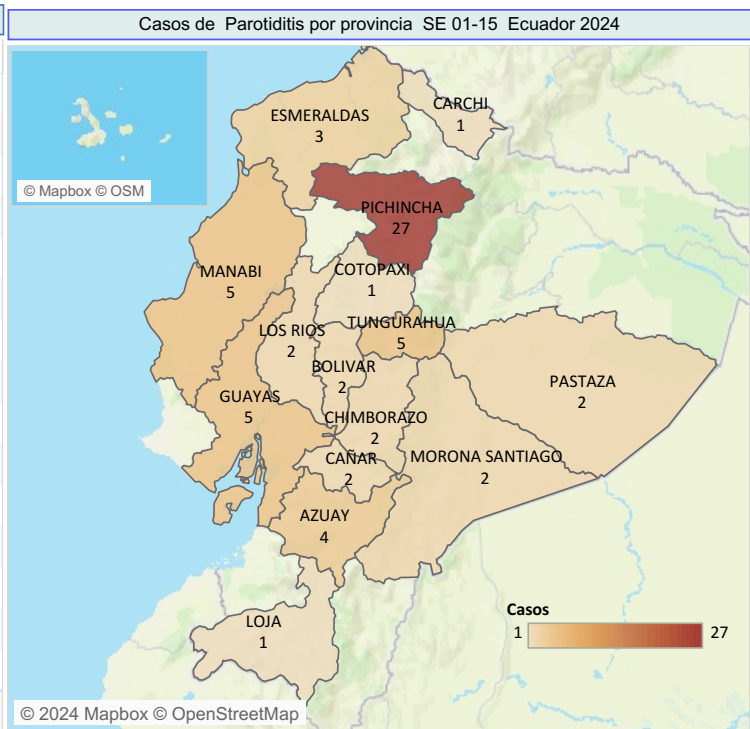 Casos de Parotiditis por provincia SE 01-15 Ecuador 2024
© Mapbox © OSM
ESMERALDAS
3
CARCHI
1
PICHINCHA
27
MANABI
5
COTOPAXI
1
LOS RIOS
2
TUNGURAHUA
5
BOLIVAR
2
PASTAZA
2
GUAYAS
5
CHIMBORAZO
2
CAÑAR
2
MORONA SANTIAGO
2
AZUAY
4
LOJA
1
Casos
1 27
© 2024 Mapbox © OpenStreetMap